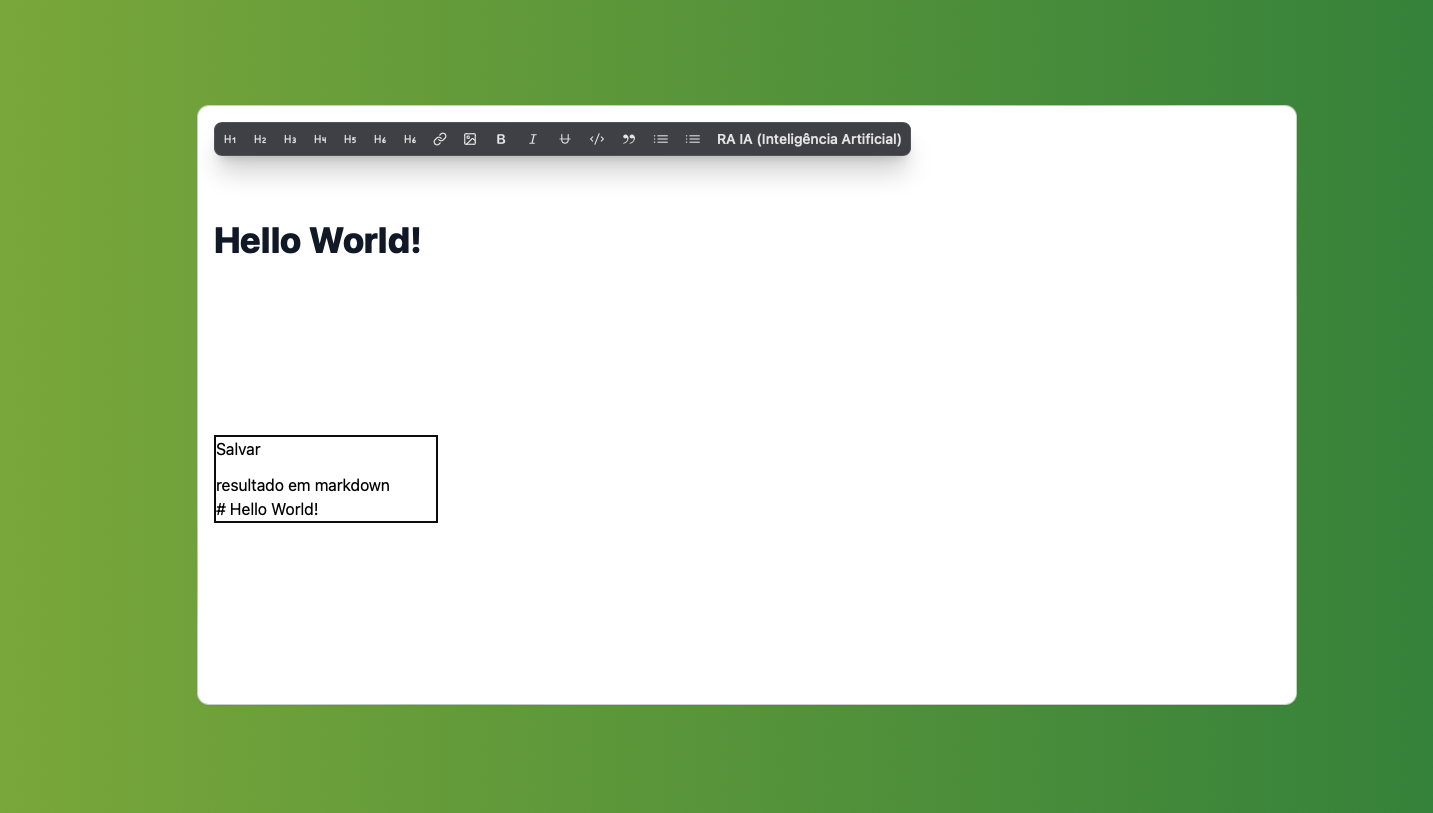 H1 H2 H3 H4 H5 H6 H6 B I U </> RA IA (Inteligência Artificial)
Hello World!
Salvar
resultado em markdown
# Hello World!